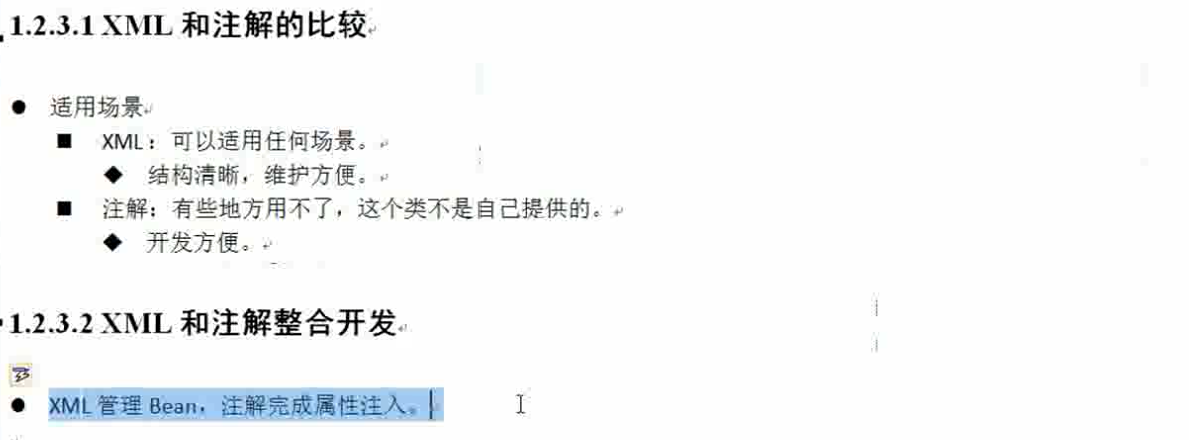 1.2.3.1 XML 和注解的比较
● 适用场景
■ XML：可以适用任何场景。
◆ 结构清晰，维护方便。
■ 注解：有些地方用不了，这个类不是自己提供的。
◆ 开发方便。
1.2.3.2 XML 和注解整合开发
● XML 管理 Bean，注解完成属性注入。